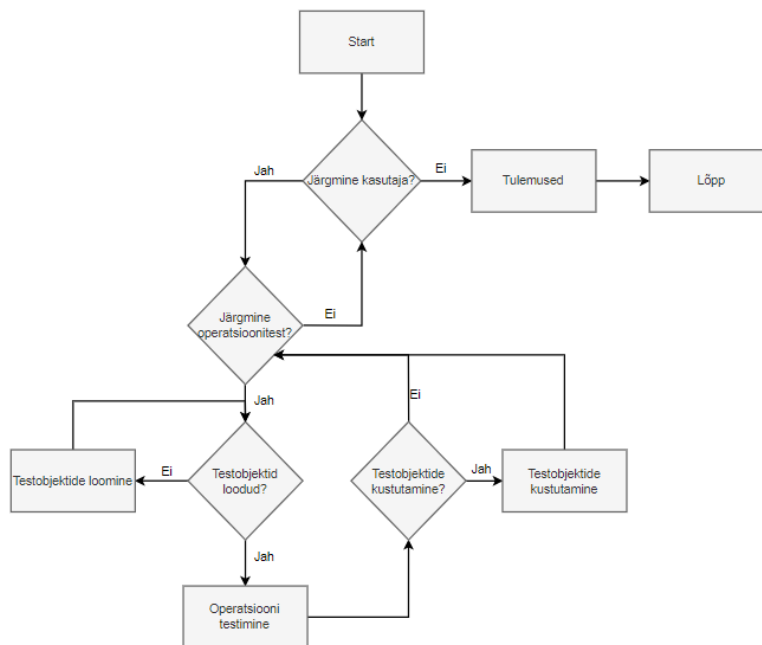 Start
Järgmine kasutaja?
Jah
Ei
Tulemused
Lõpp
Järgmine
operatsioonitest?
Ei
Jah
Ei
Testobjektide loomine
Ei
Testobjektid
loodud?
Testobjektide
kustutamine?
Jah
Testobjektide
kustutamine
Jah
Operatsiooni
testimine